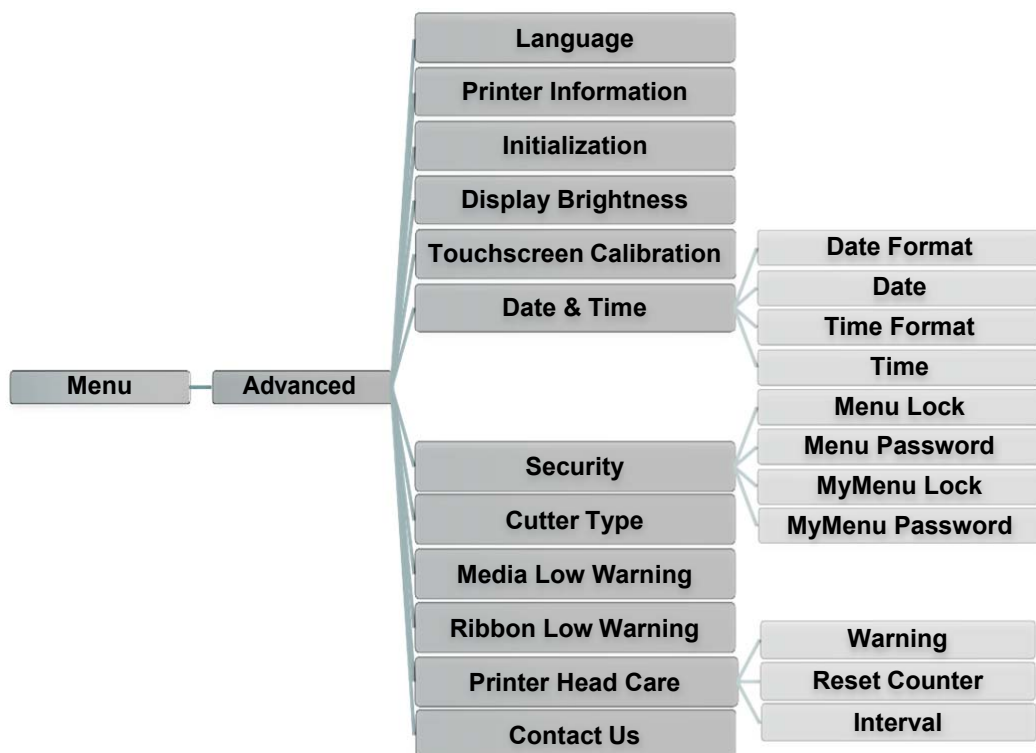 Menu
Advanced
Language
Printer Information
Initialization
Display Brightness
Touchscreen Calibration
Date & Time
Date Format
Date
Time Format
Time
Security
Menu Lock
Menu Password
MyMenu Lock
MyMenu Password
Cutter Type
Media Low Warning
Ribbon Low Warning
Printer Head Care
Warning
Reset Counter
Interval
Contact Us